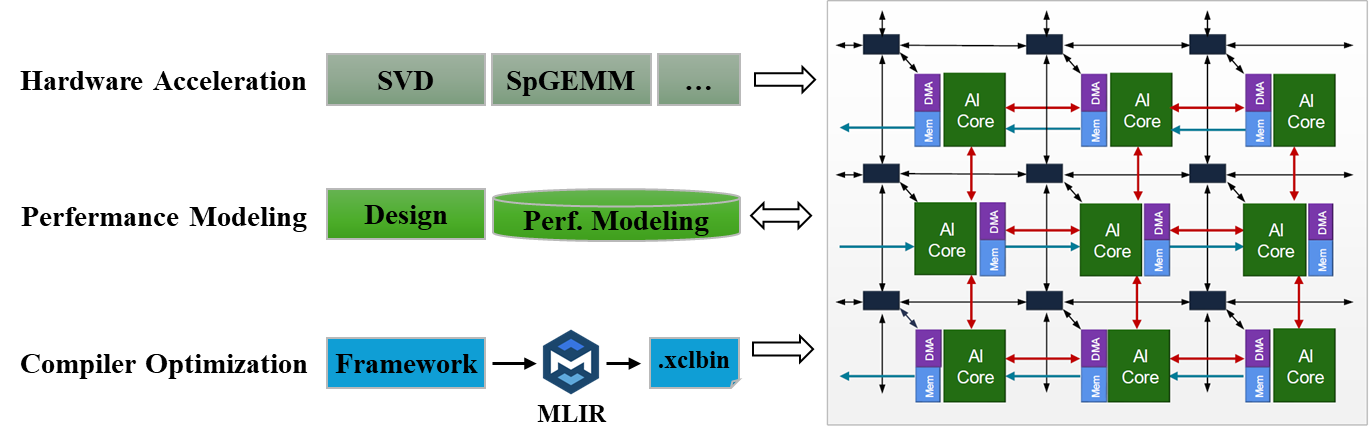 Hardware Acceleration
SVD
SpGEMM
…
Perfermance Modeling
Design
Perf. Modeling
Compiler Optimization
Framework
MLIR
.xclbin
DMA
Mem
AI
Core
DMA
Mem
AI
Core
DMA
Mem
AI
Core
AI
Core
DMA
Mem
AI
Core
DMA
Mem
AI
Core
DMA
Mem
DMA
Mem
AI
Core
DMA
Mem
AI
Core
DMA
Mem
AI
Core